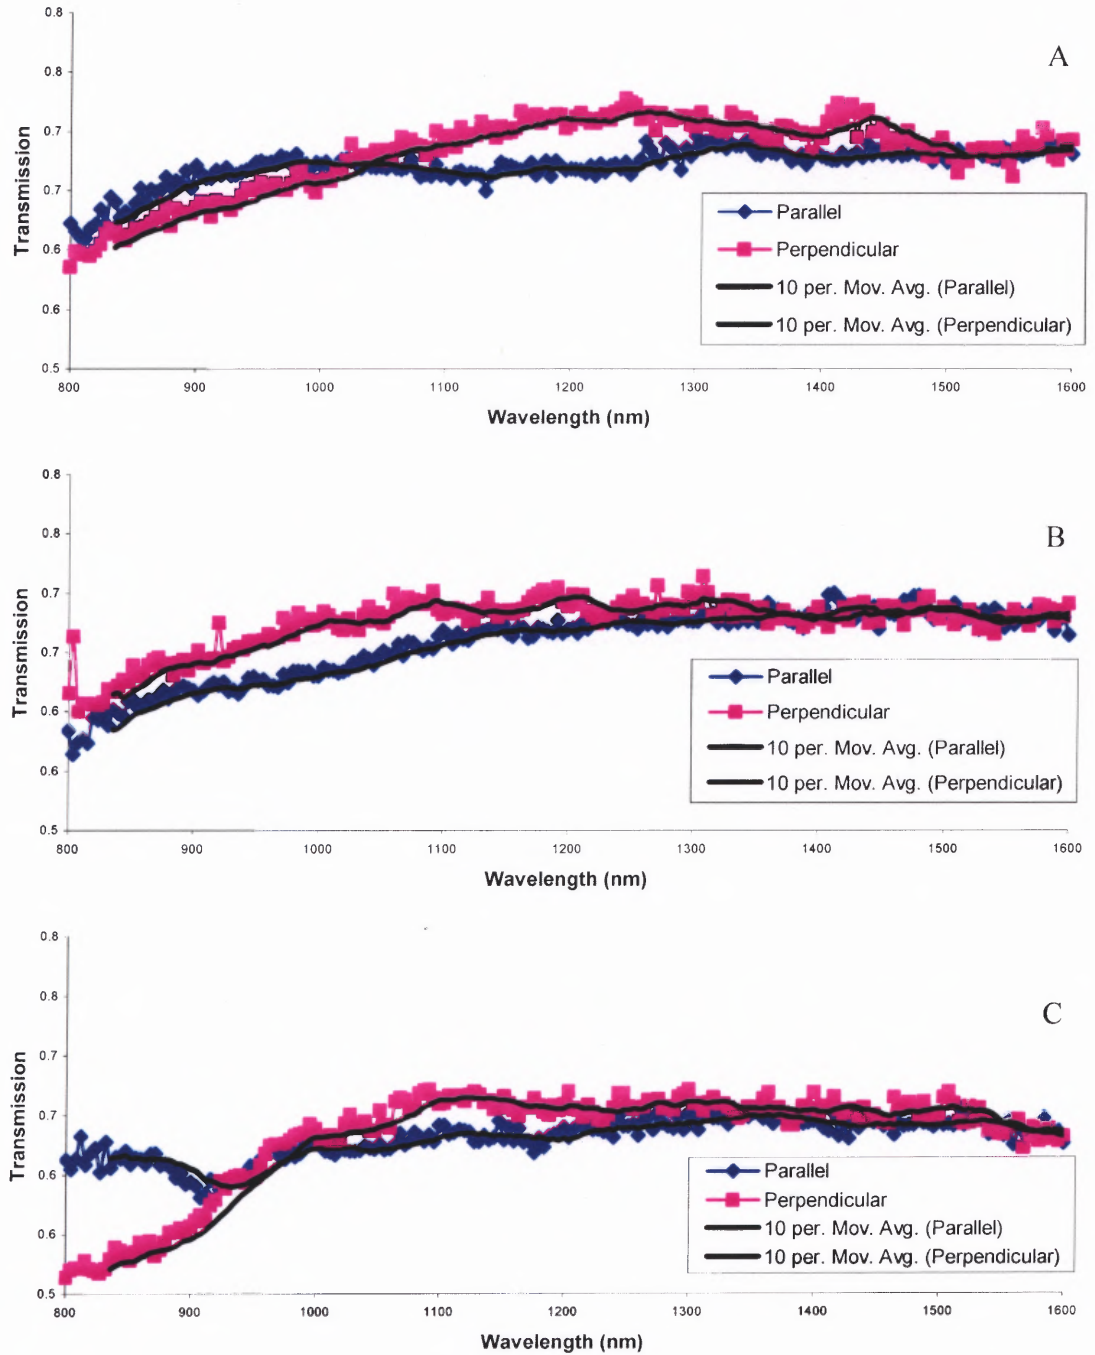 A
0.8
0.8
0.7
0.7
0.6
0.6
0.5
Transmission
800 900 1000 1100 1200 1300 1400 1500 1600
Wavelength (nm)
Parallel
Perpendicular
10 per. Mov. Avg. (Parallel)
10 per. Mov. Avg. (Perpendicular)
B
0.8
0.8
0.7
0.7
0.6
0.6
0.5
Transmission
800 900 1000 1100 1200 1300 1400 1500 1600
Wavelength (nm)
Parallel
Perpendicular
10 per. Mov. Avg. (Parallel)
10 per. Mov. Avg. (Perpendicular)
C
0.8
0.8
0.7
0.7
0.6
0.6
0.5
Transmission
800 900 1000 1100 1200 1300 1400 1500 1600
Wavelength (nm)
Parallel
Perpendicular
10 per. Mov. Avg. (Parallel)
10 per. Mov. Avg. (Perpendicular)